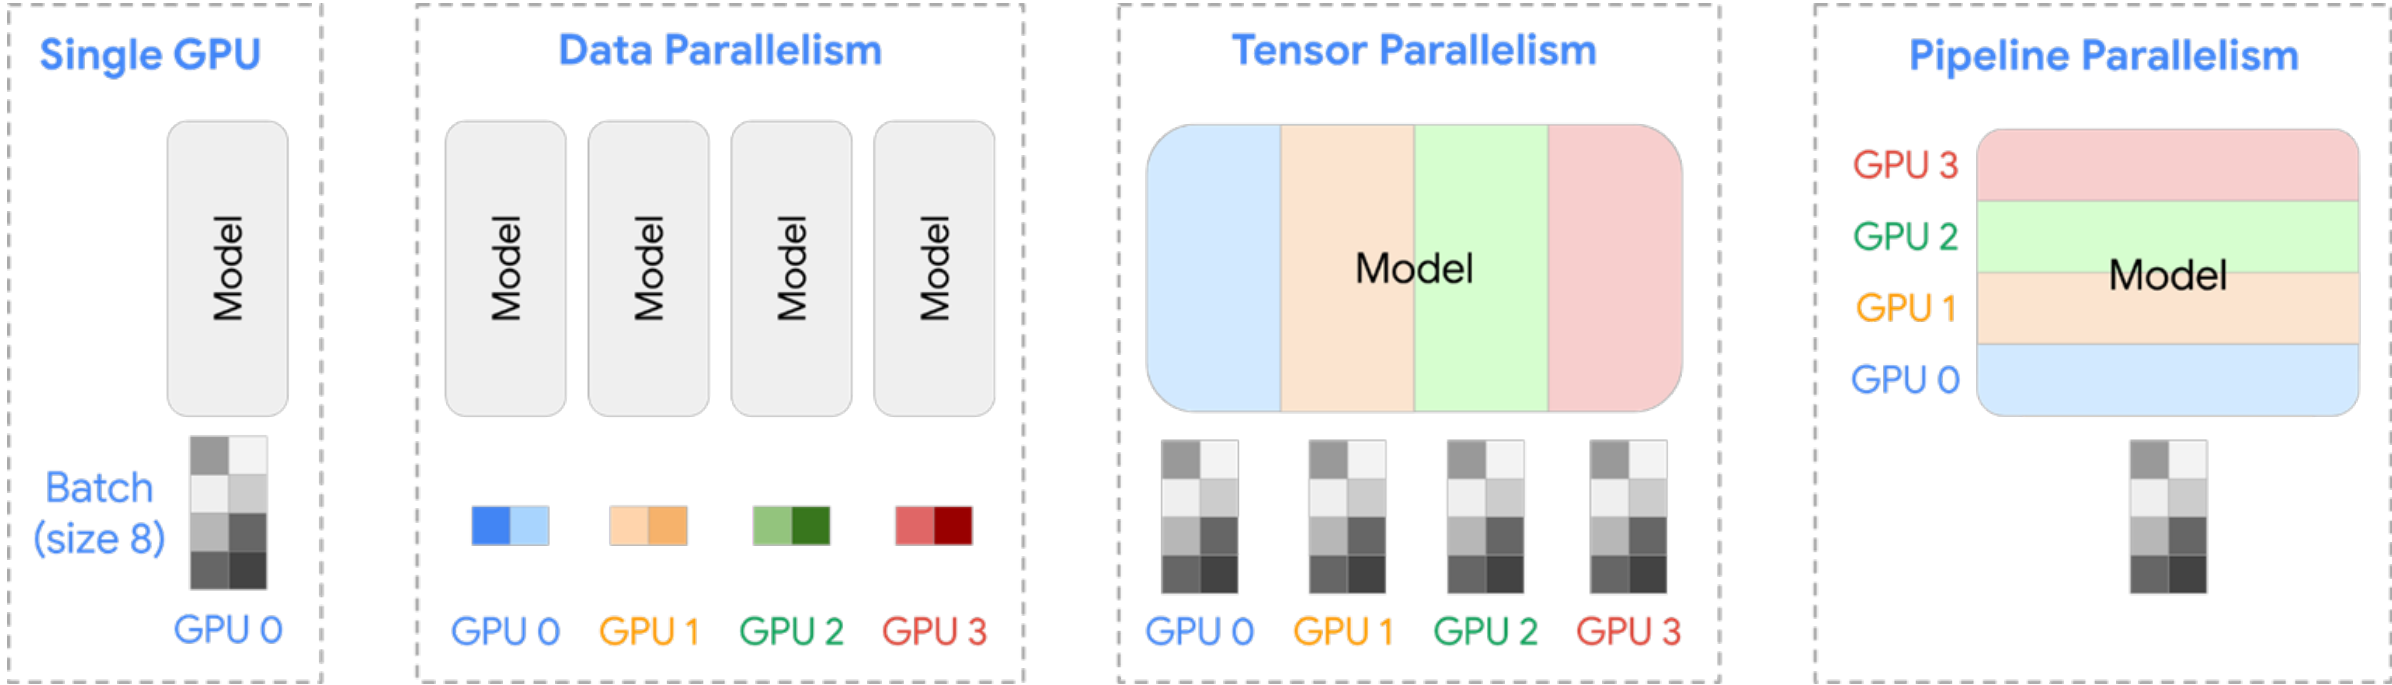 Single GPU
Model
Batch
(size 8)
GPU 0
Data Parallelism
Model
Model
Model
Model
GPU 0
GPU 1
GPU 2
GPU 3
Tensor Parallelism
Model
GPU 0
GPU 1
GPU 2
GPU 3
Pipeline Parallelism
GPU 3
GPU 2
Model
GPU 1
GPU 0